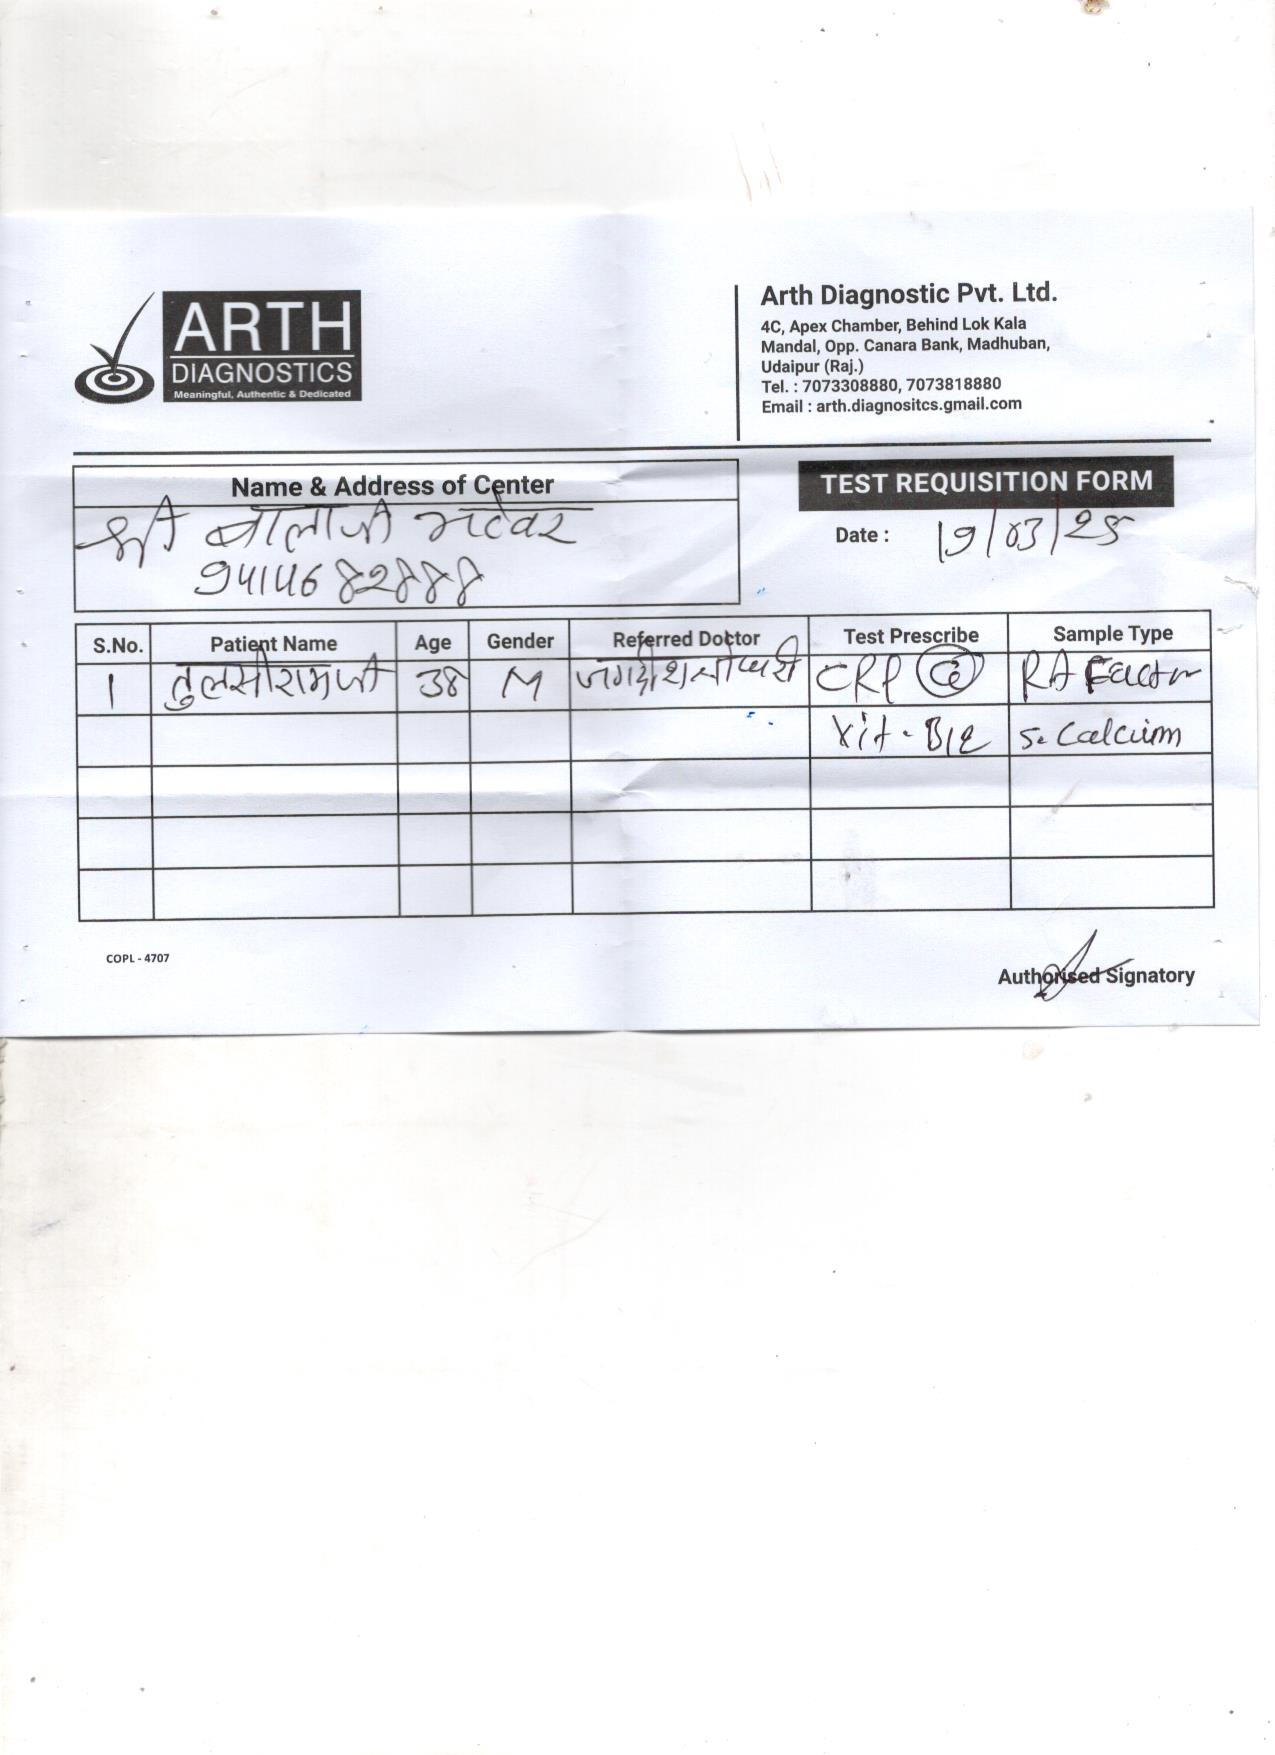 ARTH
DIAGNOSTICS
Meaningful, Authentic & Dedicated
Arth Diagnostic Pvt. Ltd.
4C, Apex Chamber, Behind Lok Kala
Mandal, Opp. Canara Bank, Madhuban,
Udaipur (Raj.)
Tel. : 7073308880, 7073818880
Email : arth.diagnositcs.gmail.com
Name & Address of Center
श्री बालाजी भटेवर
9414682888
TEST REQUISITION FORM
Date : 19/03/25
S.No. Patient Name Age Gender Referred Doctor Test Prescribe Sample Type
1 तुलसीरामजी 38 M जगदीश CRP RA Factor
Vit-B12 S. Calcium
COPL - 4707
Authorised Signatory